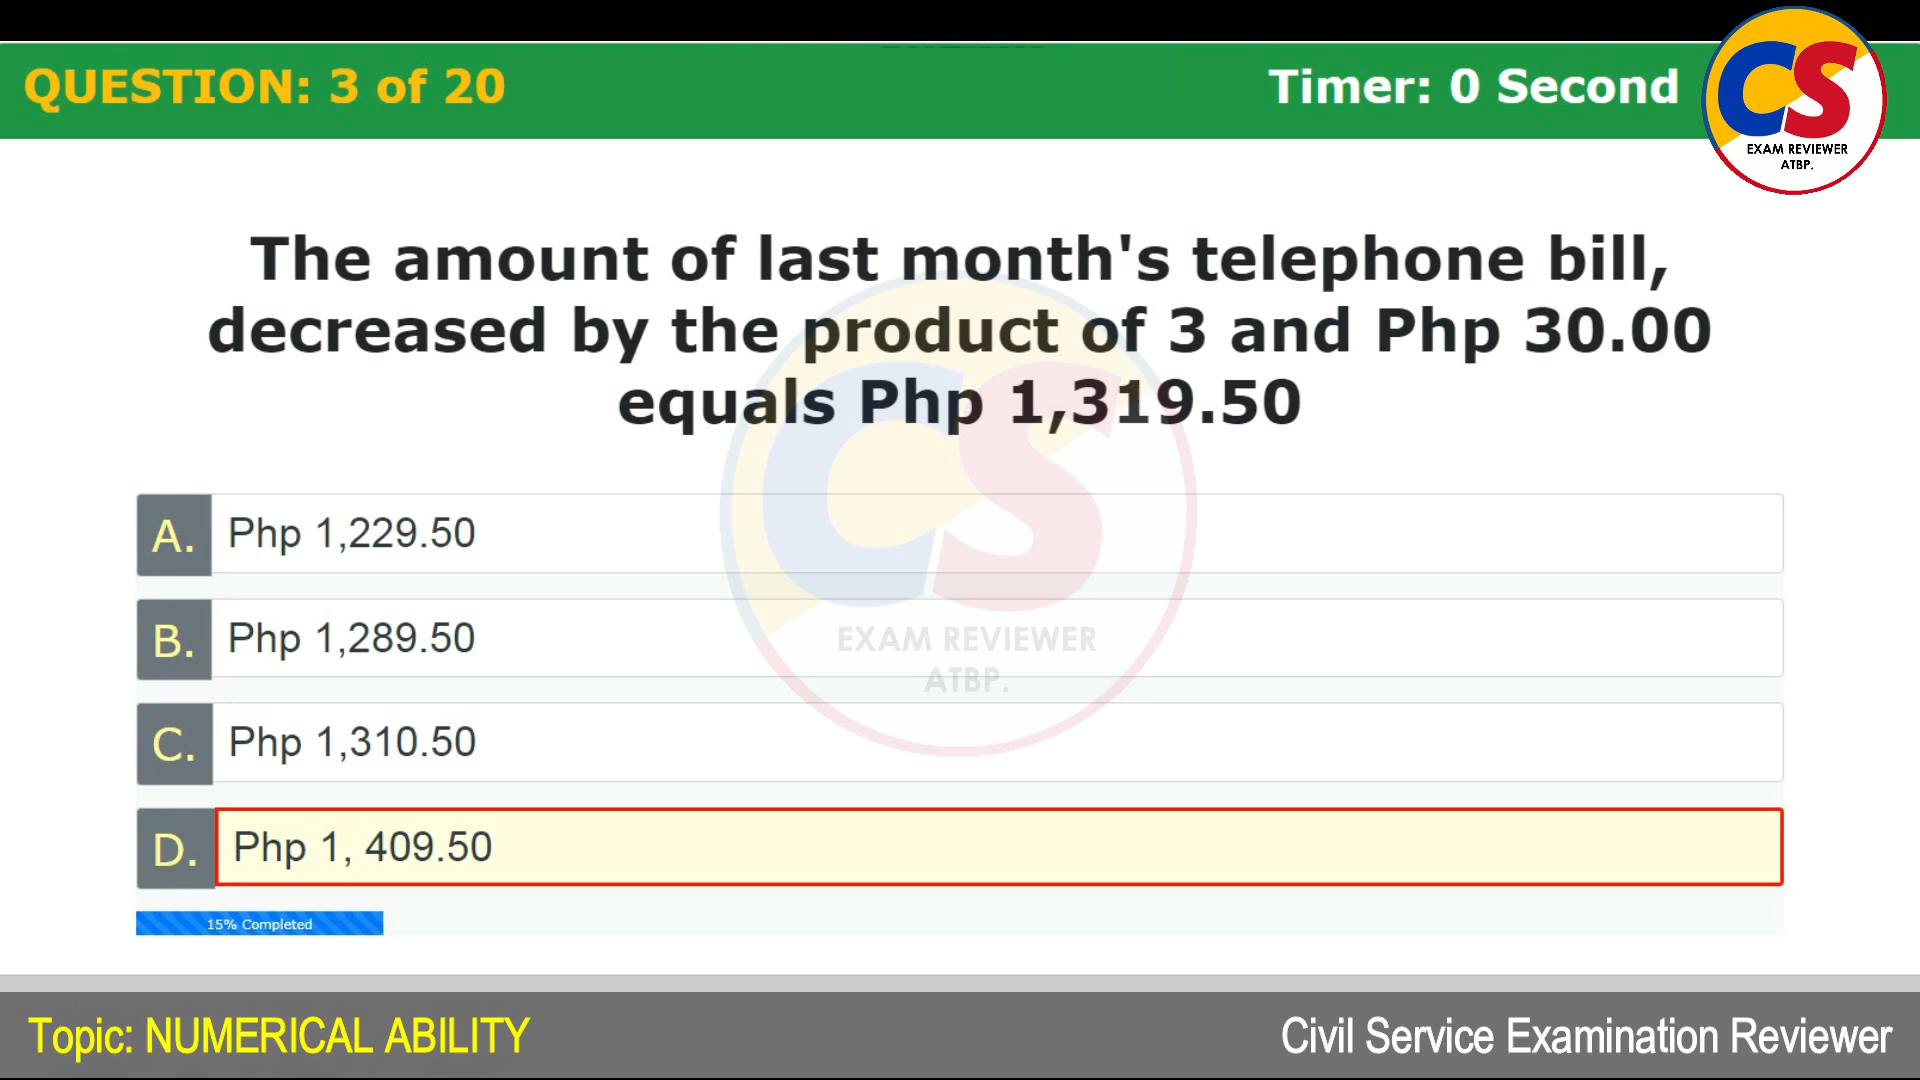 QUESTION: 3 of 20
Timer: 0 Second
CS
EXAM REVIEWER
ATBP.
The amount of last month's telephone bill,
decreased by the product of 3 and Php 30.00
equals Php 1,319.50
A. Php 1,229.50
B. Php 1,289.50
C. Php 1,310.50
D. Php 1, 409.50
CS
EXAM REVIEWER
ATBP.
15% Completed
Topic: NUMERICAL ABILITY
Civil Service Examination Reviewer